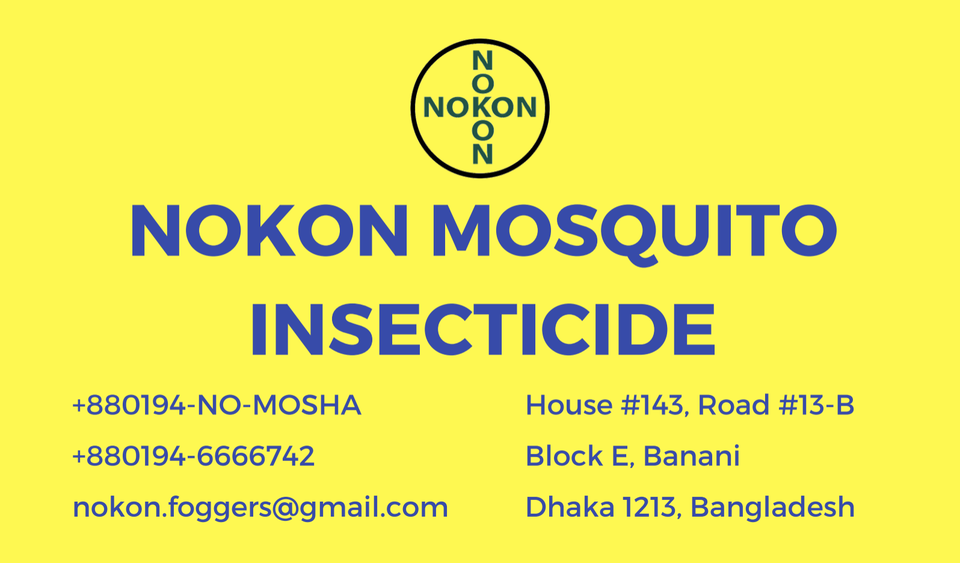 NOKON
NOKON
NOKON MOSQUITO
INSECTICIDE
+880194-NO-MOSHA
+880194-6666742
nokon.foggers@gmail.com
House #143, Road #13-B
Block E, Banani
Dhaka 1213, Bangladesh